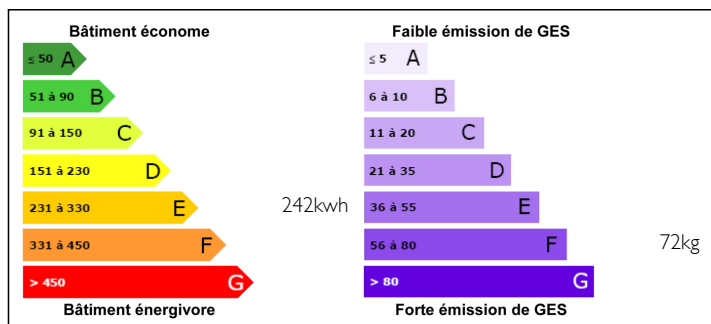 Bâtiment économe
≤ 50 A
51 à 90 B
91 à 150 C
151 à 230 D
231 à 330 E
242kwh
331 à 450 F
> 450 G
Bâtiment énergivore
Faible émission de GES
≤ 5 A
6 à 10 B
11 à 20 C
21 à 35 D
36 à 55 E
56 à 80 F
72kg
> 80 G
Forte émission de GES